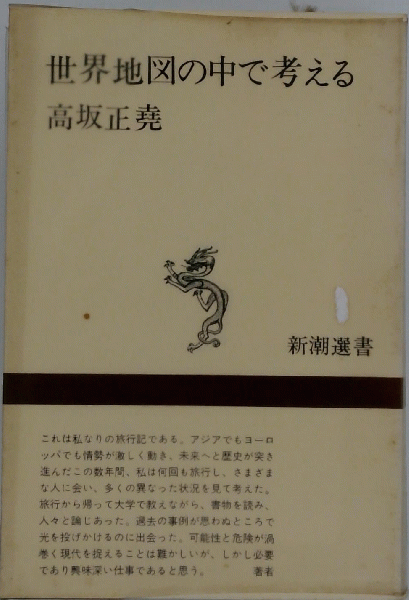 世界地図の中で考える
高坂正堯
新潮選書
これは私なりの旅行記である。アジアでもヨーロ
ッパでも情勢が激しく動き、未来へと歴史が突き
進んだこの数年間、私は何回も旅行し、さまざま
な人に会い、多くの異なった状況を見て考えた。
旅行から帰って大学で教えながら、書物を読み、
人々と論じあった。過去の事例が思わぬところで
光を投げかけるのに出会った。可能性と危険が渦
巻く現代を捉えることは難かしいが、しかし必要
であり興味深い仕事であると思う。 著者